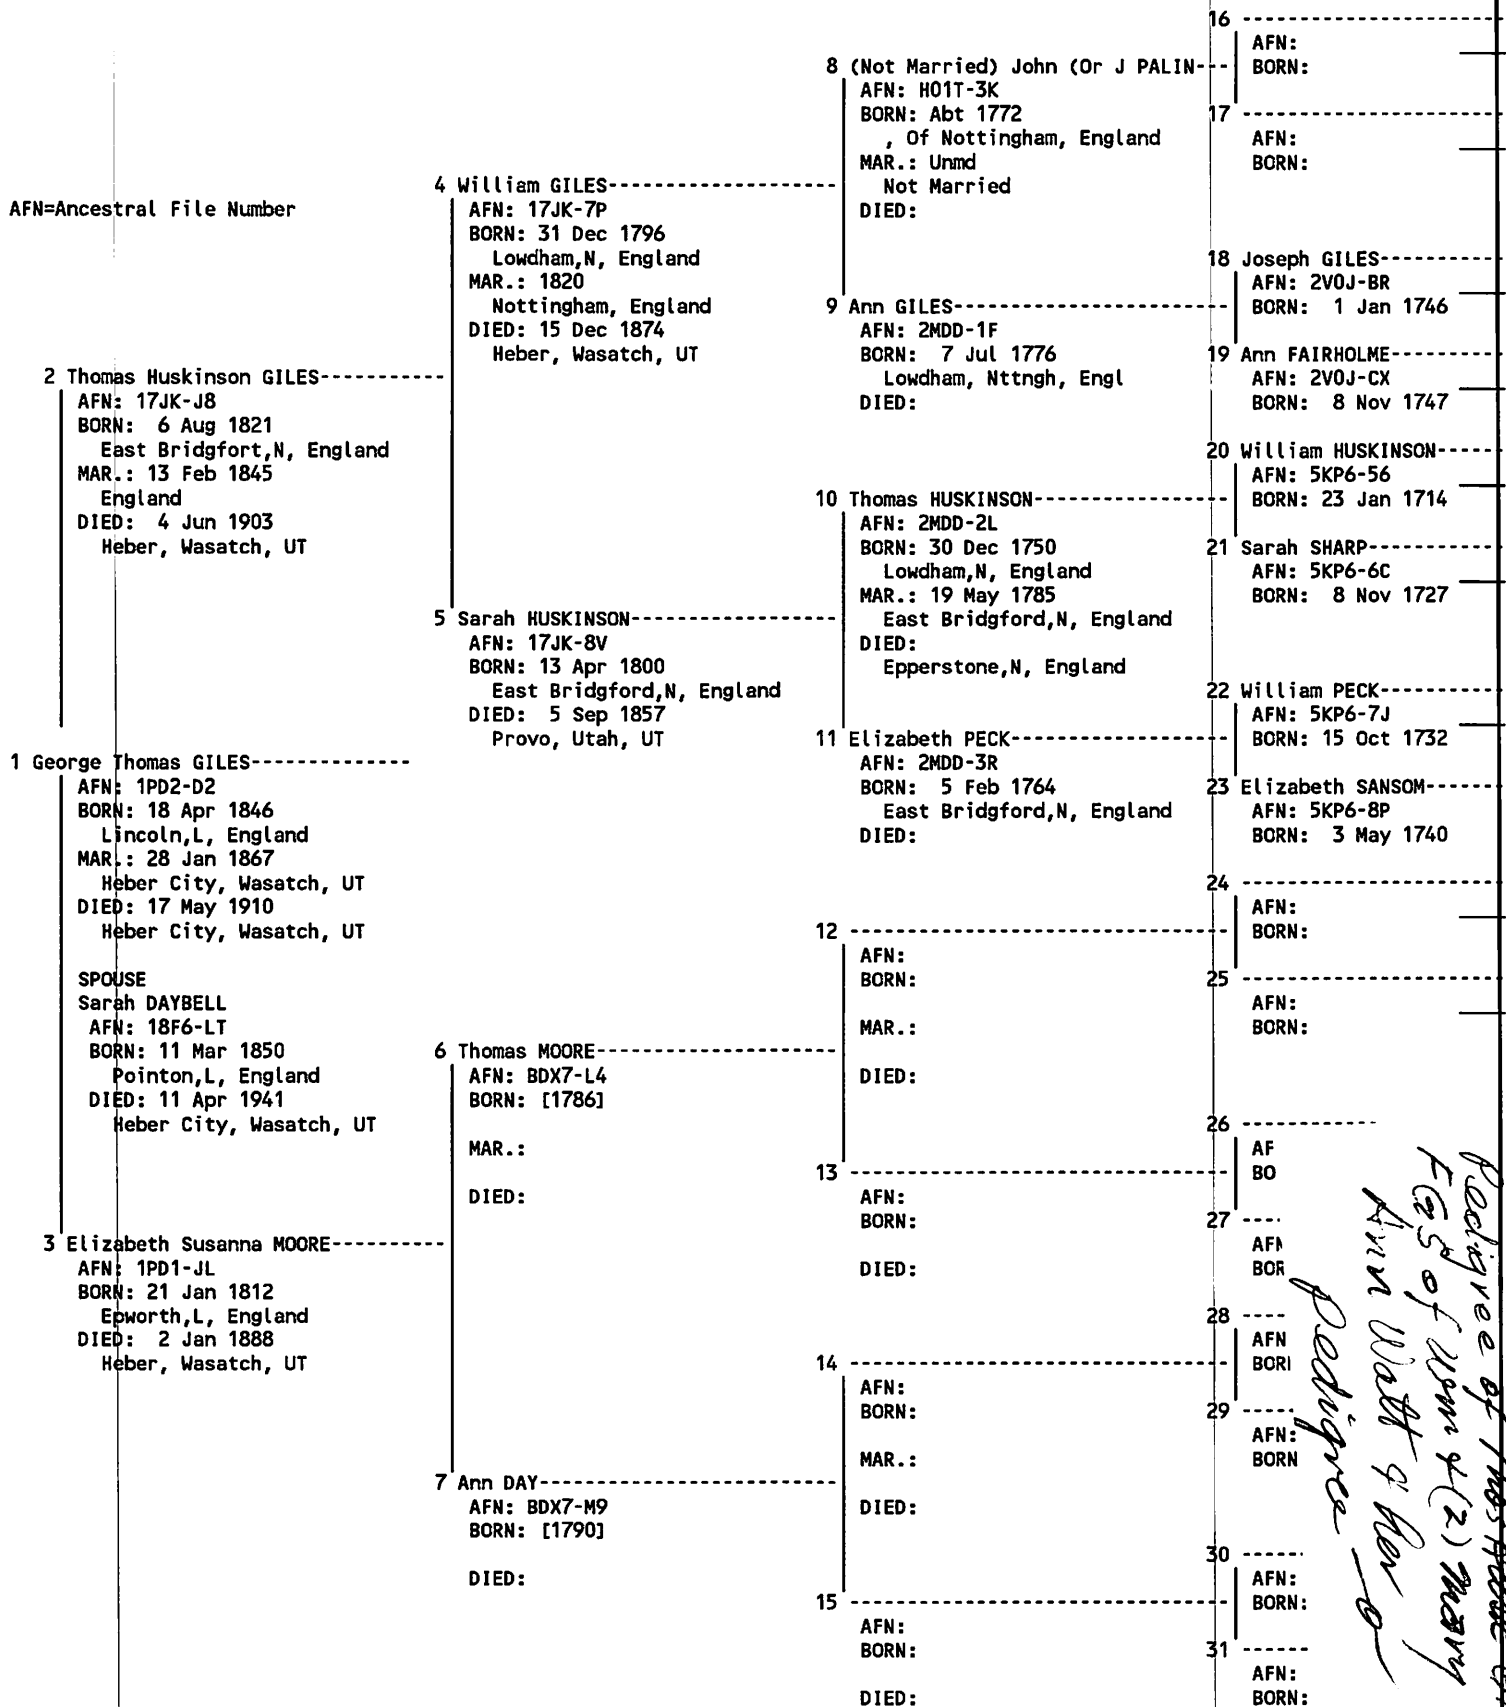 AFN=Ancestral File Number
1 George Thomas GILES-------------
AFN: 1PD2-D2
BORN: 18 Apr 1846
Lincoln,L, England
MAR.: 28 Jan 1867
Heber City, Wasatch, UT
DIED: 17 May 1910
Heber City, Wasatch, UT
SPOUSE
Sarah DAYBELL
AFN: 18F6-LT
BORN: 11 Mar 1850
Pointon,L, England
DIED: 11 Apr 1941
Heber City, Wasatch, UT
2 Thomas Huskinson GILES----------
AFN: 17JK-J8
BORN: 6 Aug 1821
East Bridgfort,N, England
MAR.: 13 Feb 1845
England
DIED: 4 Jun 1903
Heber, Wasatch, UT
3 Elizabeth Susanna MOORE---------
AFN: 1PD1-JL
BORN: 21 Jan 1812
Epworth,L, England
DIED: 2 Jan 1888
Heber, Wasatch, UT
4 William GILES-------------------
AFN: 17JK-7P
BORN: 31 Dec 1796
Lowdham,N, England
MAR.: 1820
Nottingham, England
DIED: 15 Dec 1874
Heber, Wasatch, UT
5 Sarah HUSKINSON-----------------
AFN: 17JK-8V
BORN: 13 Apr 1800
East Bridgford,N, England
DIED: 5 Sep 1857
Provo, Utah, UT
6 Thomas MOORE--------------------
AFN: BDX7-L4
BORN: [1786]
MAR.:
DIED:
7 Ann DAY-------------------------
AFN: BDX7-M9
BORN: [1790]
DIED:
8 (Not Married) John (Or J PALIN---
AFN: H01T-3K
BORN: Abt 1772
, Of Nottingham, England
MAR.: Unmd
Not Married
DIED:
9 Ann GILES-----------------------
AFN: 2MDD-1F
BORN: 7 Jul 1776
Lowdham, Nttngh, Engl
DIED:
10 Thomas HUSKINSON----------------
AFN: 2MDD-2L
BORN: 30 Dec 1750
Lowdham,N, England
MAR.: 19 May 1785
East Bridgford,N, England
DIED:
Epperstone,N, England
11 Elizabeth PECK------------------
AFN: 2MDD-3R
BORN: 5 Feb 1764
East Bridgford,N, England
DIED:
12 --------------------------------
AFN:
BORN:
MAR.:
DIED:
13 --------------------------------
AFN:
BORN:
DIED:
14 --------------------------------
AFN:
BORN:
MAR.:
DIED:
15 --------------------------------
AFN:
BORN:
DIED:
16 ----------------------
AFN:
BORN:
17 ----------------------
AFN:
BORN:
18 Joseph GILES----------
AFN: 2V0J-BR
BORN: 1 Jan 1746
19 Ann FAIRHOLME---------
AFN: 2V0J-CX
BORN: 8 Nov 1747
20 William HUSKINSON-----
AFN: 5KP6-56
BORN: 23 Jan 1714
21 Sarah SHARP-----------
AFN: 5KP6-6C
BORN: 8 Nov 1727
22 William PECK----------
AFN: 5KP6-7J
BORN: 15 Oct 1732
23 Elizabeth SANSOM------
AFN: 5KP6-8P
BORN: 3 May 1740
24 ----------------------
AFN:
BORN:
25 ----------------------
AFN:
BORN:
26 -----------
AF
BO
27 ----
AFN
BOR
28 ----
AFN
BORI
29 -----
AFN:
BORN
30 ------
AFN:
BORN:
31 ------
AFN:
BORN:
Pedigree of
FGS of Wm & (2) Mary
Ann Watt & her
pedigree